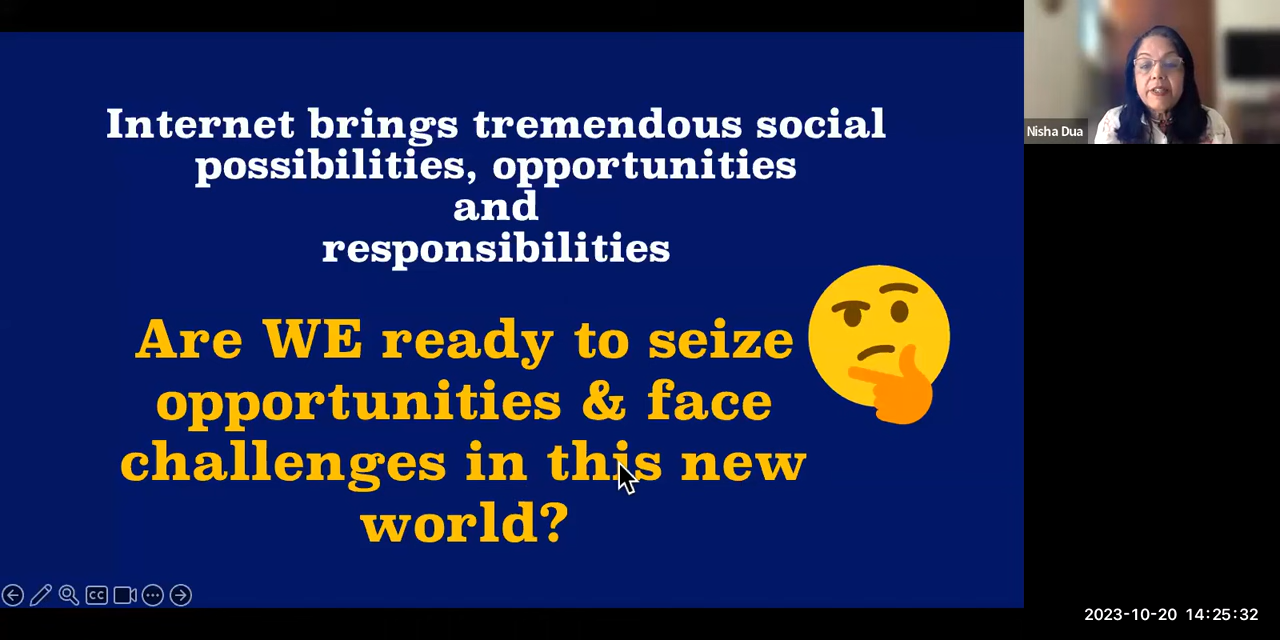 Internet brings tremendous social
possibilities, opportunities
and
responsibilities
Are WE ready to seize
opportunities & face
challenges in this new
world?
Nisha Dua
CC
2023-10-20 14:25:32